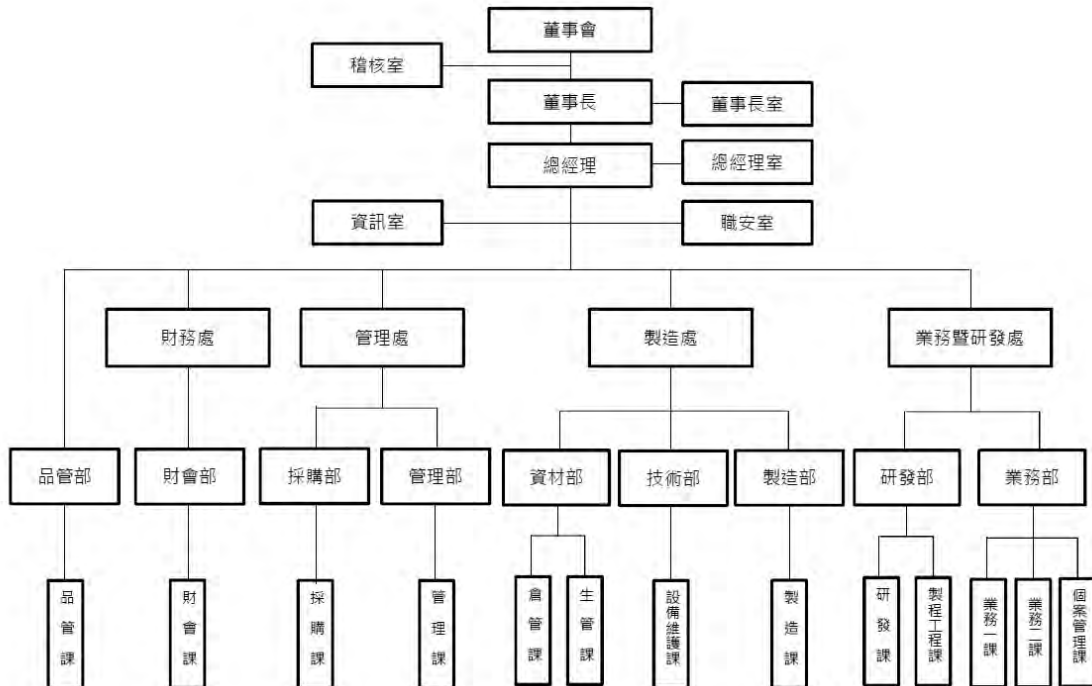 董事會
稽核室
董事長
董事長室
總經理
總經理室
資訊室
職安室
財務處
管理處
製造處
業務暨研發處
品管部
財會部
採購部
管理部
資材部
技術部
製造部
研發部
業務部
品管課
財會課
採購課
管理課
倉管課
生管課
設備維護課
製造課
研發課
製程工程課
業務一課
業務二課
個案管理課